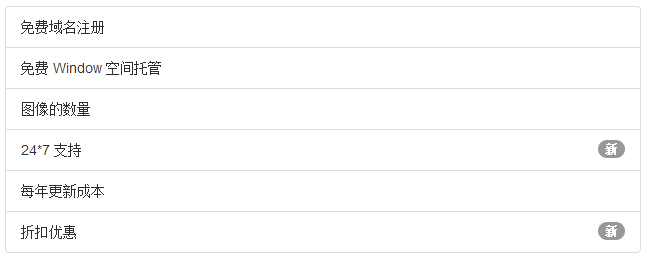 免费域名注册
免费 Window 空间托管
图像的数量
24*7 支持 新
每年更新成本
折扣优惠 新